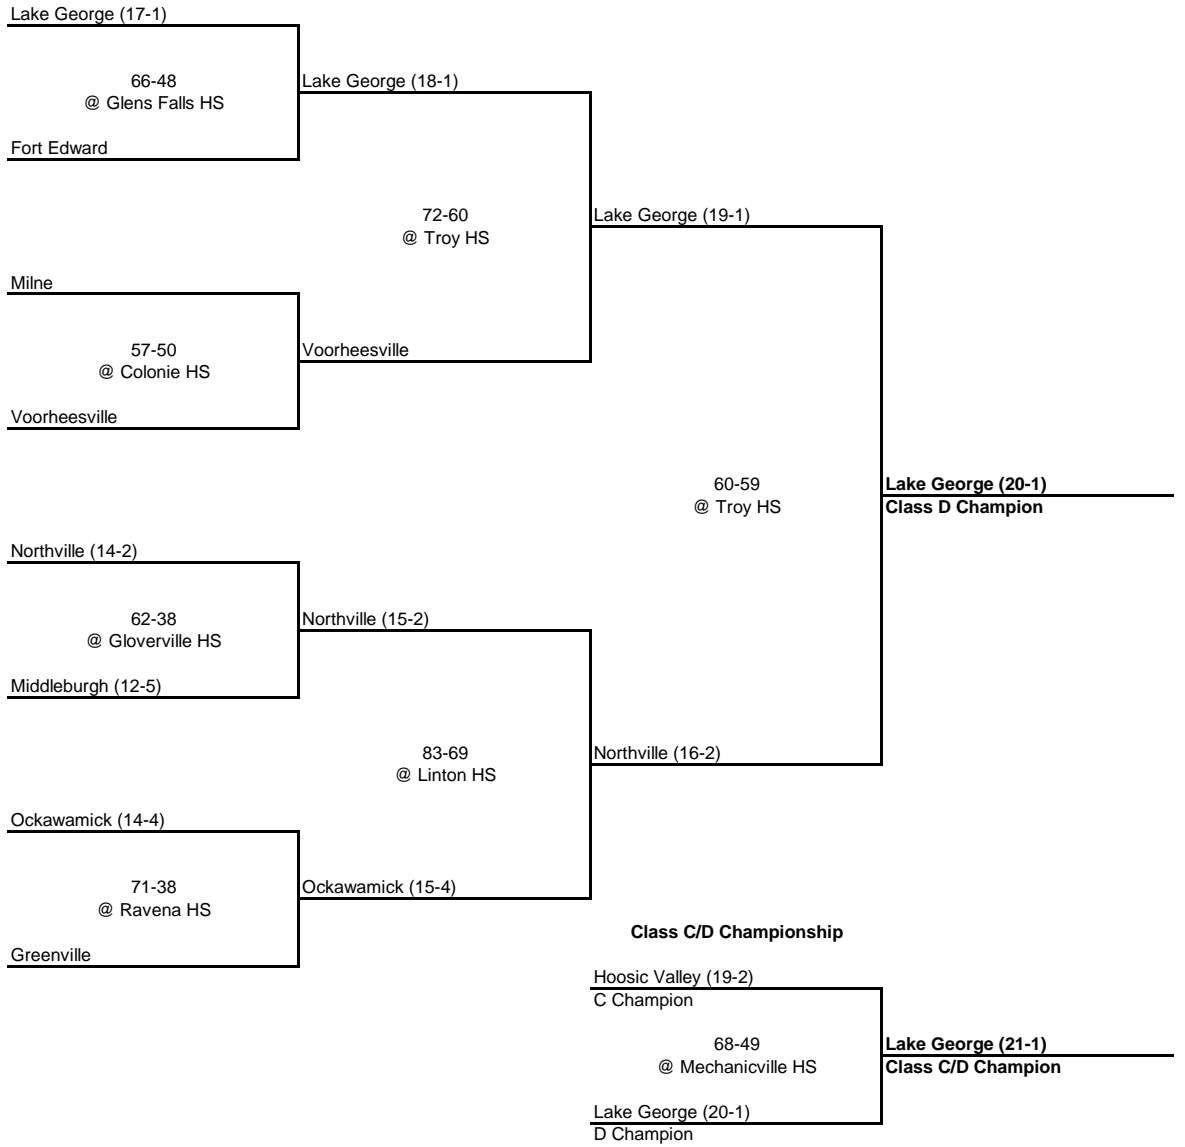 Lake George (17-1)
66-48
@ Glens Falls HS
Lake George (18-1)
Fort Edward
72-60
@ Troy HS
Lake George (19-1)
Milne
57-50
@ Colonie HS
Voorheesville
Voorheesville
60-59
@ Troy HS
Lake George (20-1)
Class D Champion
Northville (14-2)
62-38
@ Gloverville HS
Northville (15-2)
Middleburgh (12-5)
83-69
@ Linton HS
Northville (16-2)
Ockawamick (14-4)
71-38
@ Ravena HS
Ockawamick (15-4)
Greenville
Class C/D Championship
Hoosic Valley (19-2)
C Champion
68-49
@ Mechanicville HS
Lake George (21-1)
Class C/D Champion
Lake George (20-1)
D Champion